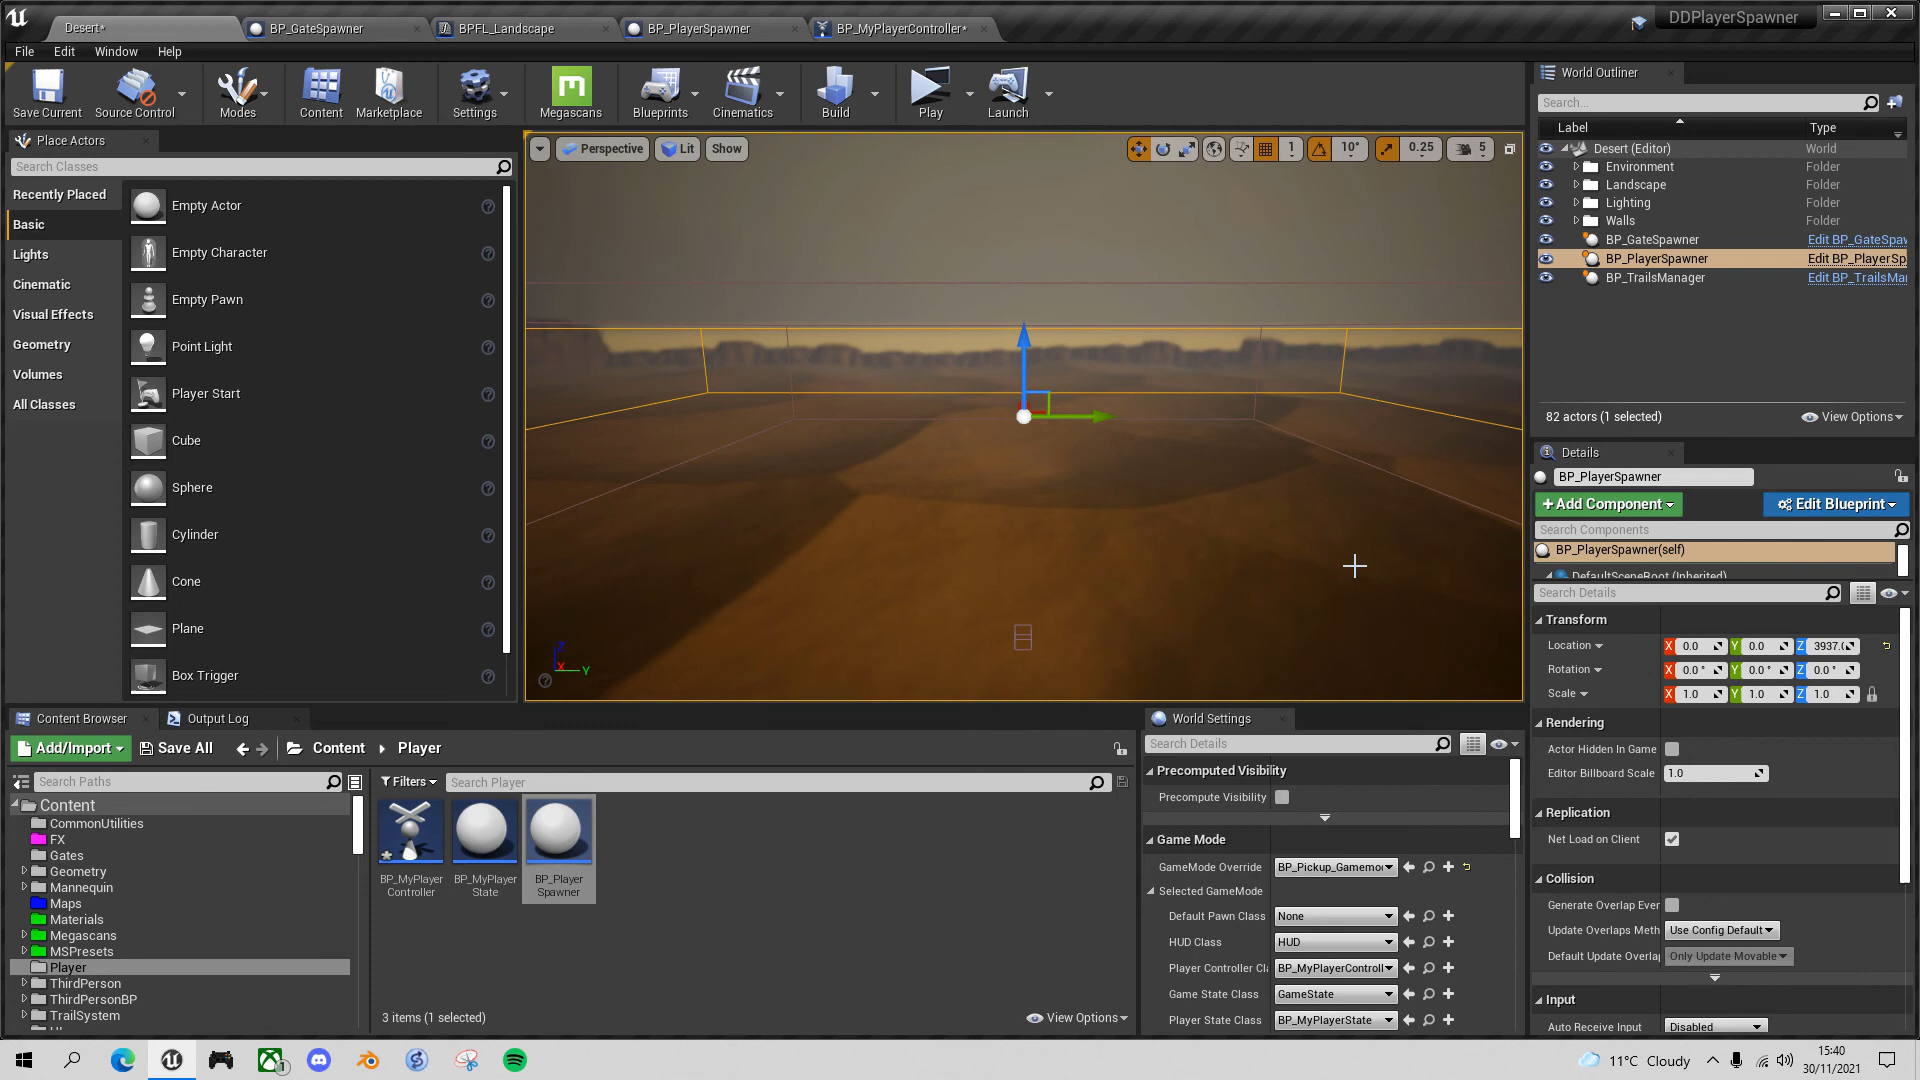 Desert*
BP_GateSpawner
BPFL_Landscape
BP_PlayerSpawner
BP_MyPlayerController*
DDPlayerSpawner
File Edit Window Help
Save Current
Source Control
Modes
Content
Marketplace
Settings
Megascans
Blueprints
Cinematics
Build
Play
Launch
Place Actors
Search Classes
Recently Placed
Basic
Lights
Cinematic
Visual Effects
Geometry
Volumes
All Classes
Empty Actor
Empty Character
Empty Pawn
Point Light
Player Start
Cube
Sphere
Cylinder
Cone
Plane
Box Trigger
Perspective
Lit
Show
1
10°
0.25
5
Z
X
Y
World Outliner
Search...
Label Type
Desert (Editor) World
Environment Folder
Landscape Folder
Lighting Folder
Walls Folder
BP_GateSpawner Edit BP_GateSpaw
BP_PlayerSpawner Edit BP_PlayerSp
BP_TrailsManager Edit BP_TrailsMa
82 actors (1 selected)
View Options
Details
BP_PlayerSpawner
+Add Component
Edit Blueprint
Search Components
BP_PlayerSpawner(self)
DefaultSceneRoot (Inherited)
Search Details
Transform
Location X 0.0 Y 0.0 Z 3937.0
Rotation X 0.0° Y 0.0° Z 0.0°
Scale X 1.0 Y 1.0 Z 1.0
Rendering
Actor Hidden In Game
Editor Billboard Scale 1.0
Replication
Net Load on Client
Collision
Generate Overlap Ever
Update Overlaps Meth Use Config Default
Default Update Overla Only Update Movable
Input
Auto Receive Input Disabled
Content Browser
Output Log
Add/Import
Save All
Content
Player
Search Paths
Filters
Search Player
Content
CommonUtilities
FX
Gates
Geometry
Mannequin
Maps
Materials
Megascans
MSPresets
Player
ThirdPerson
ThirdPersonBP
TrailSystem
BP_MyPlayer
Controller
BP_MyPlayer
State
BP_Player
Spawner
3 items (1 selected)
View Options
World Settings
Search Details
Precomputed Visibility
Precompute Visibility
Game Mode
GameMode Override BP_Pickup_Gamemo
Selected GameMode
Default Pawn Class None
HUD Class HUD
Player Controller Cl BP_MyPlayerControll
Game State Class GameState
Player State Class BP_MyPlayerState
1
11°C Cloudy
15:40
30/11/2021